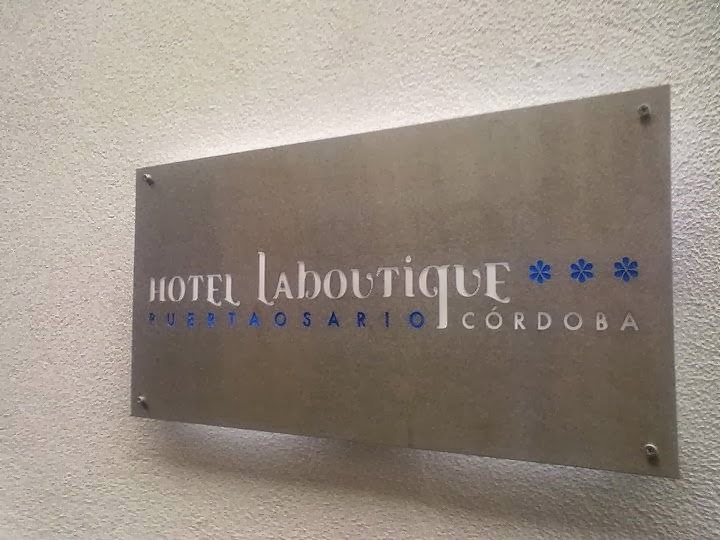 HOTEL LABOUTIQUE ***
PUERTAOSARIO CÓRDOBA